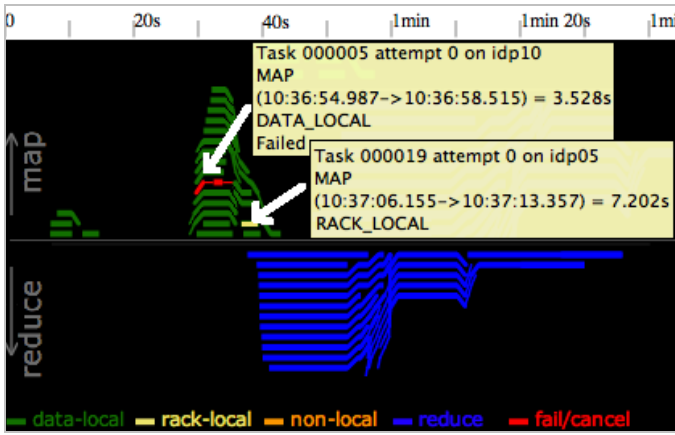 0 20s 40s 1min 1min 20s 1mi
Task 000005 attempt 0 on idp10
MAP
(10:36:54.987->10:36:58.515) = 3.528s
DATA_LOCAL
Failed
Task 000019 attempt 0 on idp05
MAP
(10:37:06.155->10:37:13.357) = 7.202s
RACK_LOCAL
map
reduce
data-local rack-local non-local reduce fail/cancel